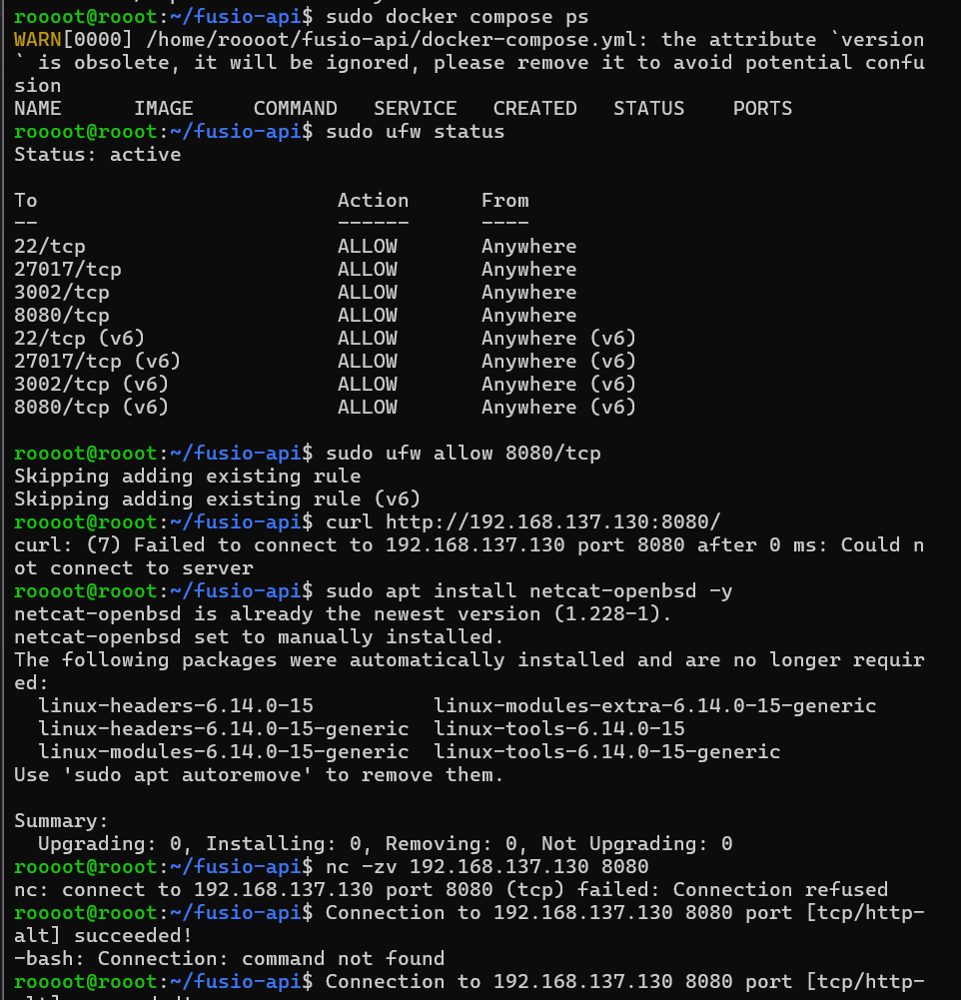 roooot@rooot:~/fusio-api$ sudo docker compose ps
WARN[0000] /home/roooot/fusio-api/docker-compose.yml: the attribute `version
` is obsolete, it will be ignored, please remove it to avoid potential confu
sion
NAME      IMAGE     COMMAND   SERVICE   CREATED   STATUS    PORTS
roooot@rooot:~/fusio-api$ sudo ufw status
Status: active
To                         Action      From
--                         ------      ----
22/tcp                     ALLOW       Anywhere
27017/tcp                  ALLOW       Anywhere
3002/tcp                   ALLOW       Anywhere
8080/tcp                   ALLOW       Anywhere
22/tcp (v6)                ALLOW       Anywhere (v6)
27017/tcp (v6)             ALLOW       Anywhere (v6)
3002/tcp (v6)              ALLOW       Anywhere (v6)
8080/tcp (v6)              ALLOW       Anywhere (v6)
roooot@rooot:~/fusio-api$ sudo ufw allow 8080/tcp
Skipping adding existing rule
Skipping adding existing rule (v6)
roooot@rooot:~/fusio-api$ curl http://192.168.137.130:8080/
curl: (7) Failed to connect to 192.168.137.130 port 8080 after 0 ms: Could n
ot connect to server
roooot@rooot:~/fusio-api$ sudo apt install netcat-openbsd -y
netcat-openbsd is already the newest version (1.228-1).
netcat-openbsd set to manually installed.
The following packages were automatically installed and are no longer requir
ed:
  linux-headers-6.14.0-15          linux-modules-extra-6.14.0-15-generic
  linux-headers-6.14.0-15-generic  linux-tools-6.14.0-15
  linux-modules-6.14.0-15-generic  linux-tools-6.14.0-15-generic
Use 'sudo apt autoremove' to remove them.
Summary:
  Upgrading: 0, Installing: 0, Removing: 0, Not Upgrading: 0
roooot@rooot:~/fusio-api$ nc -zv 192.168.137.130 8080
nc: connect to 192.168.137.130 port 8080 (tcp) failed: Connection refused
roooot@rooot:~/fusio-api$ Connection to 192.168.137.130 8080 port [tcp/http-
alt] succeeded!
-bash: Connection: command not found
roooot@rooot:~/fusio-api$ Connection to 192.168.137.130 8080 port [tcp/http-